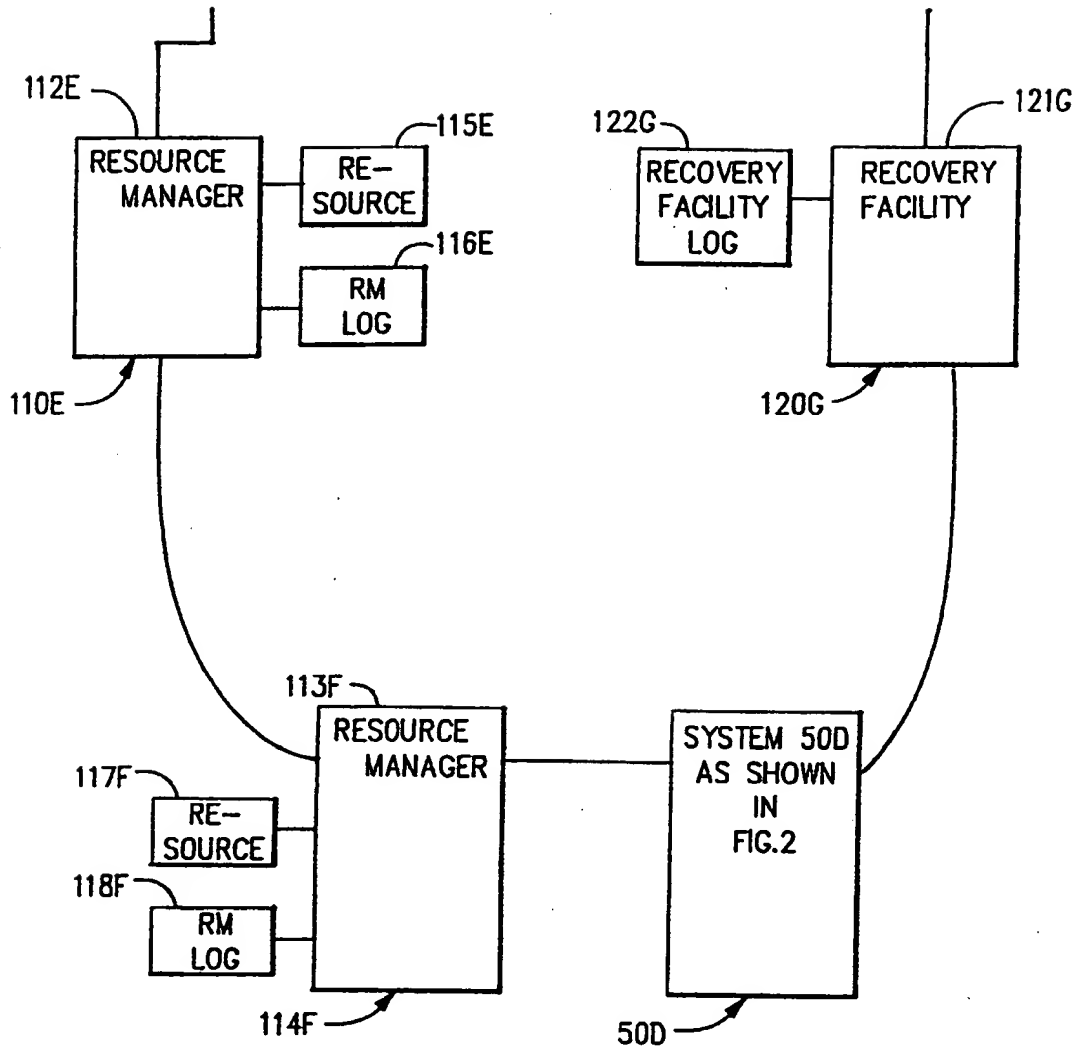 112E
RESOURCE
MANAGER
115E
RE-
SOURCE
116E
RM
LOG
110E
122G
RECOVERY
FACILITY
LOG
121G
RECOVERY
FACILITY
120G
113F
RESOURCE
MANAGER
117F
RE-
SOURCE
118F
RM
LOG
114F
SYSTEM 50D
AS SHOWN
IN
FIG.2
50D